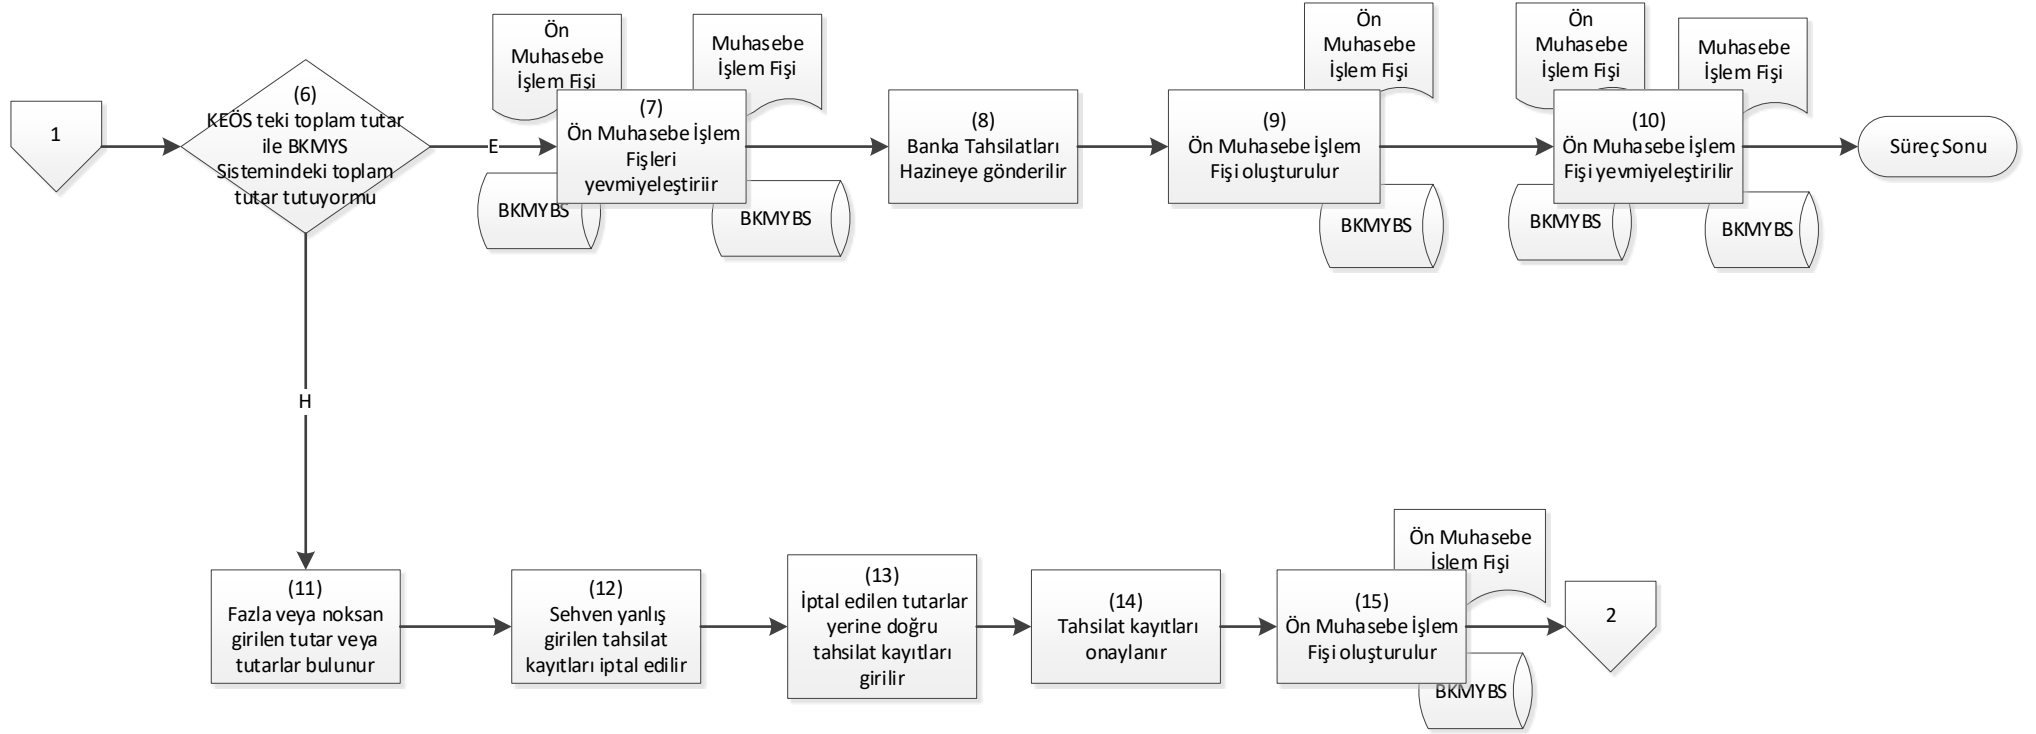 1
(6)
KEÖS teki toplam tutar
ile BKMYS
Sistemindeki toplam
tutar tutuyormu
E
Ön
Muhasebe
İşlem Fişi
Muhasebe
İşlem Fişi
(7)
Ön Muhasebe İşlem
Fişleri
yevmiyeleştiriir
BKMYBS
BKMYBS
(8)
Banka Tahsilatları
Hazineye gönderilir
Ön
Muhasebe
İşlem Fişi
(9)
Ön Muhasebe İşlem
Fişi oluşturulur
BKMYBS
Ön
Muhasebe
İşlem Fişi
Muhasebe
İşlem Fişi
(10)
Ön Muhasebe İşlem
Fişi yevmiyeleştirilir
BKMYBS
BKMYBS
Süreç Sonu
H
(11)
Fazla veya noksan
girilen tutar veya
tutarlar bulunur
(12)
Sehven yanlış
girilen tahsilat
kayıtları iptal edilir
(13)
İptal edilen tutarlar
yerine doğru
tahsilat kayıtları
girilir
(14)
Tahsilat kayıtları
onaylanır
Ön Muhasebe
İşlem Fişi
(15)
Ön Muhasebe İşlem
Fişi oluşturulur
BKMYBS
2